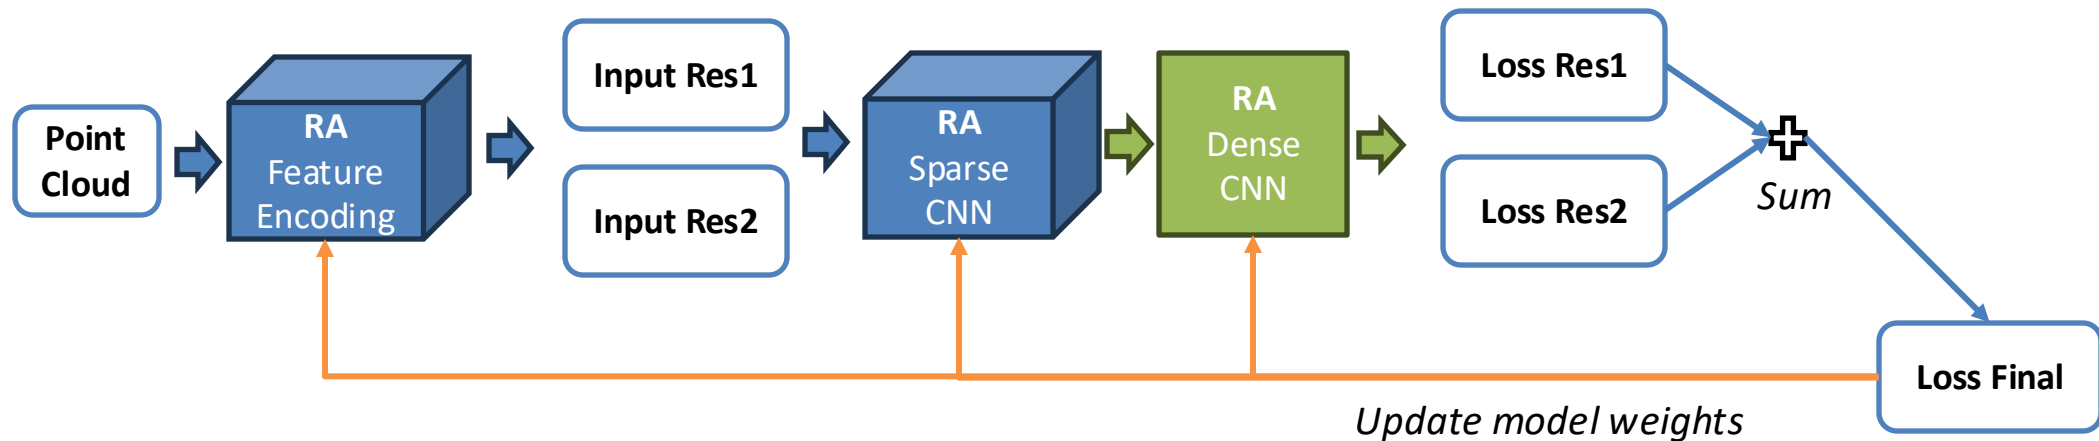 Point
Cloud
RA
Feature
Encoding
Input Res1
Input Res2
RA
Sparse
CNN
RA
Dense
CNN
Loss Res1
Loss Res2
Sum
Loss Final
Update model weights